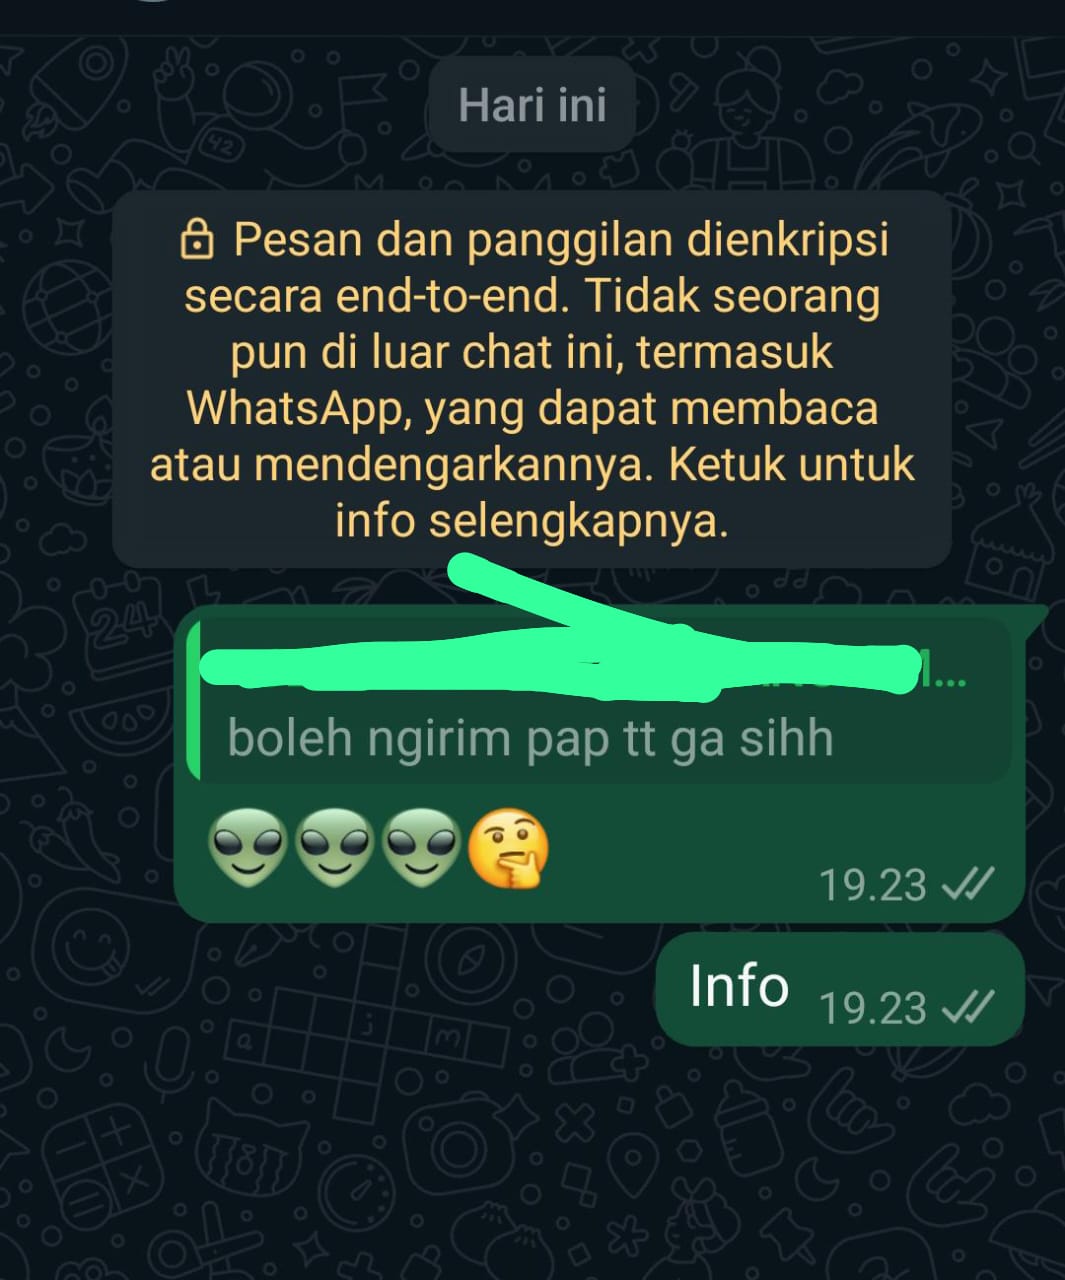 Hari ini
🔒 Pesan dan panggilan dienkripsi
secara end-to-end. Tidak seorang
pun di luar chat ini, termasuk
WhatsApp, yang dapat membaca
atau mendengarkannya. Ketuk untuk
info selengkapnya.
boleh ngirim pap tt ga sihh
👽👽👽🤔
19.23
Info
19.23